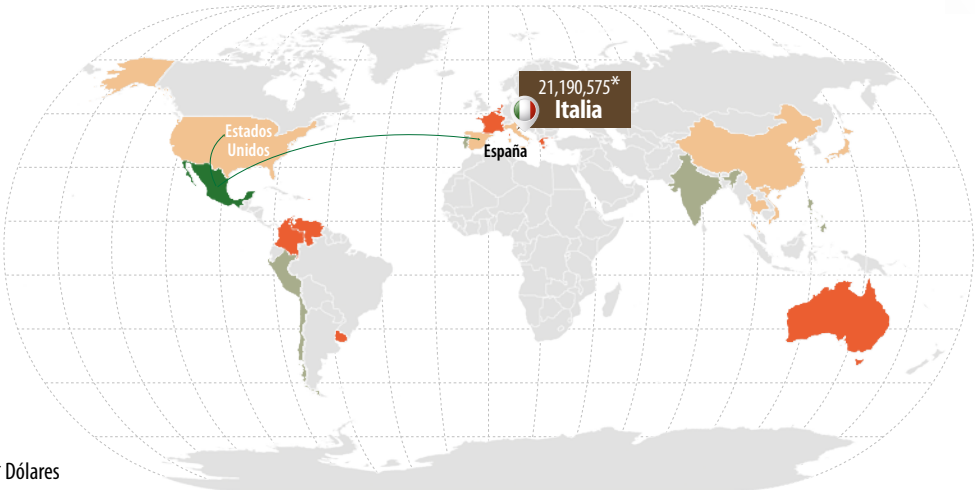 21,190,575*
Italia
Estados
Unidos
España
* Dólares